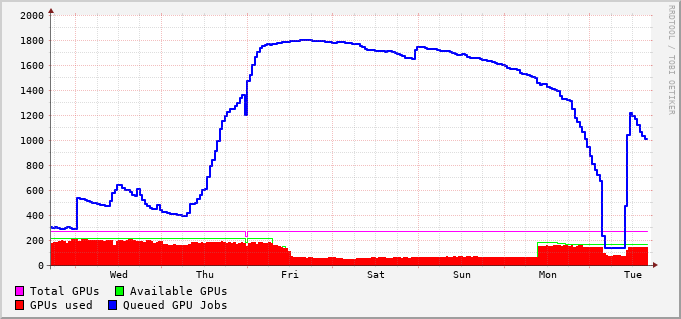 2000
1800
1600
1400
1200
1000
800
600
400
200
0
Wed Thu Fri Sat Sun Mon Tue
Total GPUs Available GPUs
GPUs used Queued GPU Jobs
RRDTOOL / TOBI OETIKER